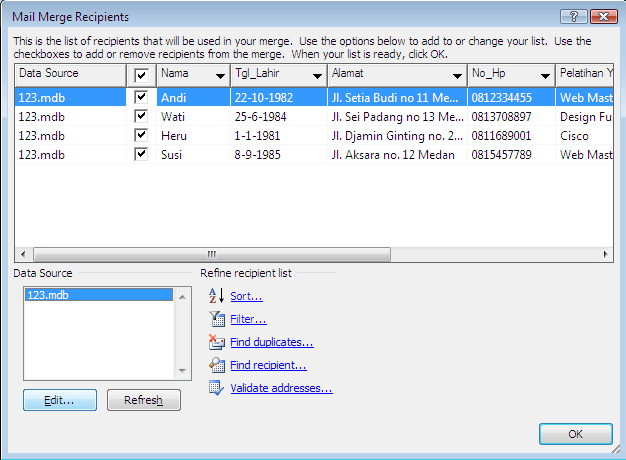 Mail Merge Recipients
This is the list of recipients that will be used in your merge. Use the options below to add to or change your list. Use the
checkboxes to add or remove recipients from the merge. When your list is ready, click OK.
Data Source Nama Tgl_Lahir Alamat No_Hp Pelatihan Y
123.mdb Andi 22-10-1982 Jl. Setia Budi no 11 Me... 0812334455 Web Mast
123.mdb Wati 25-6-1984 Jl. Sei Padang no 13 Me... 0813708897 Design Fu
123.mdb Heru 1-1-1981 Jl. Djamin Ginting no. 2... 0811689001 Cisco
123.mdb Susi 8-9-1985 Jl. Aksara no. 12 Medan 0815457789 Web Mast
Data Source
123.mdb
Edit...
Refresh
Refine recipient list
Sort...
Filter...
Find duplicates...
Find recipient...
Validate addresses...
OK